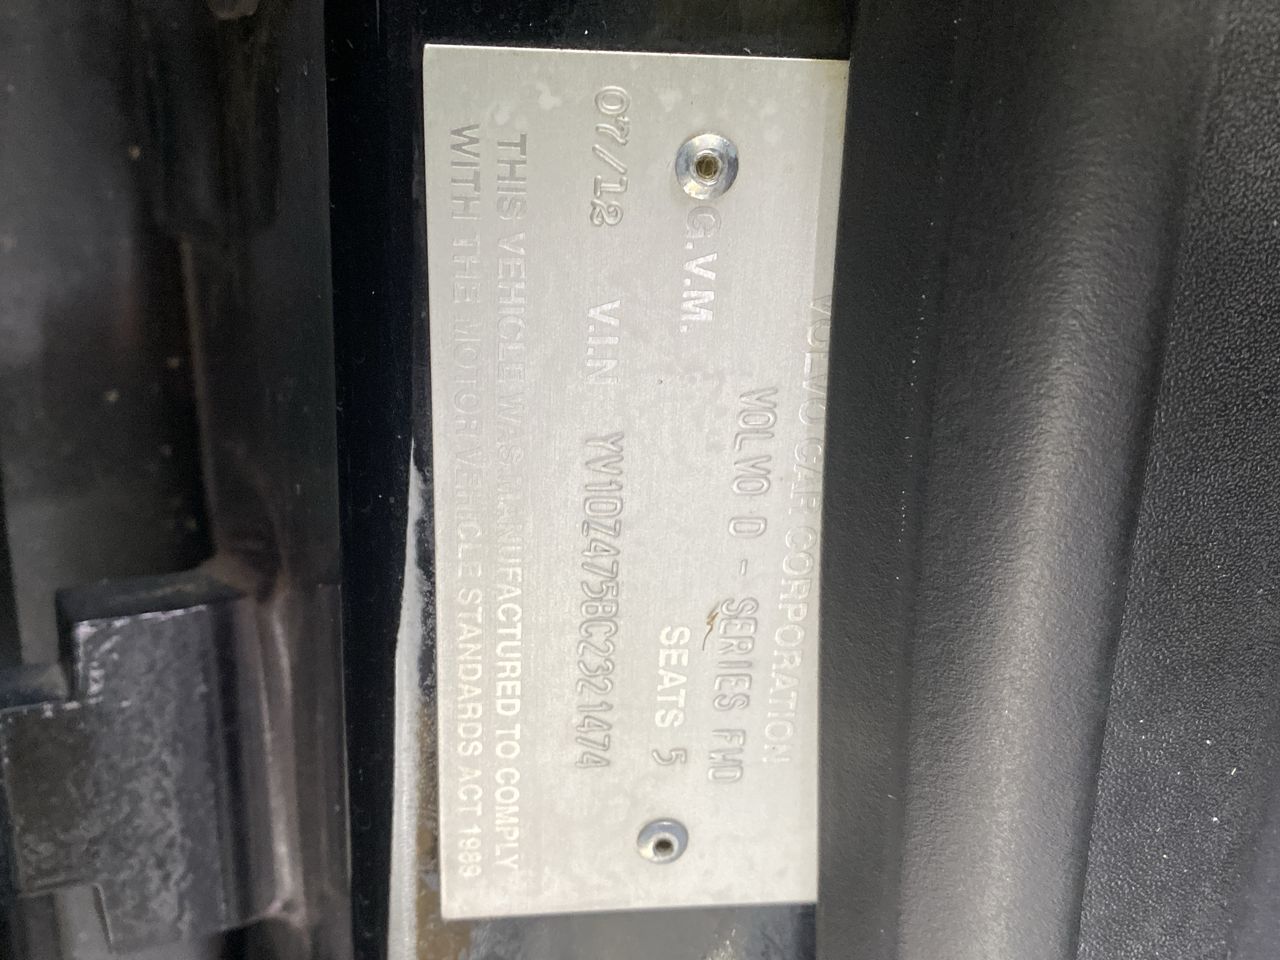 VOLVO CAR CORPORATION
VOLVO D - SERIES FWD
G.V.M. SEATS 5
07/12 V.I.N YV1DZ475BC2321474
THIS VEHICLE WAS MANUFACTURED TO COMPLY
WITH THE MOTOR VEHICLE STANDARDS ACT 1989